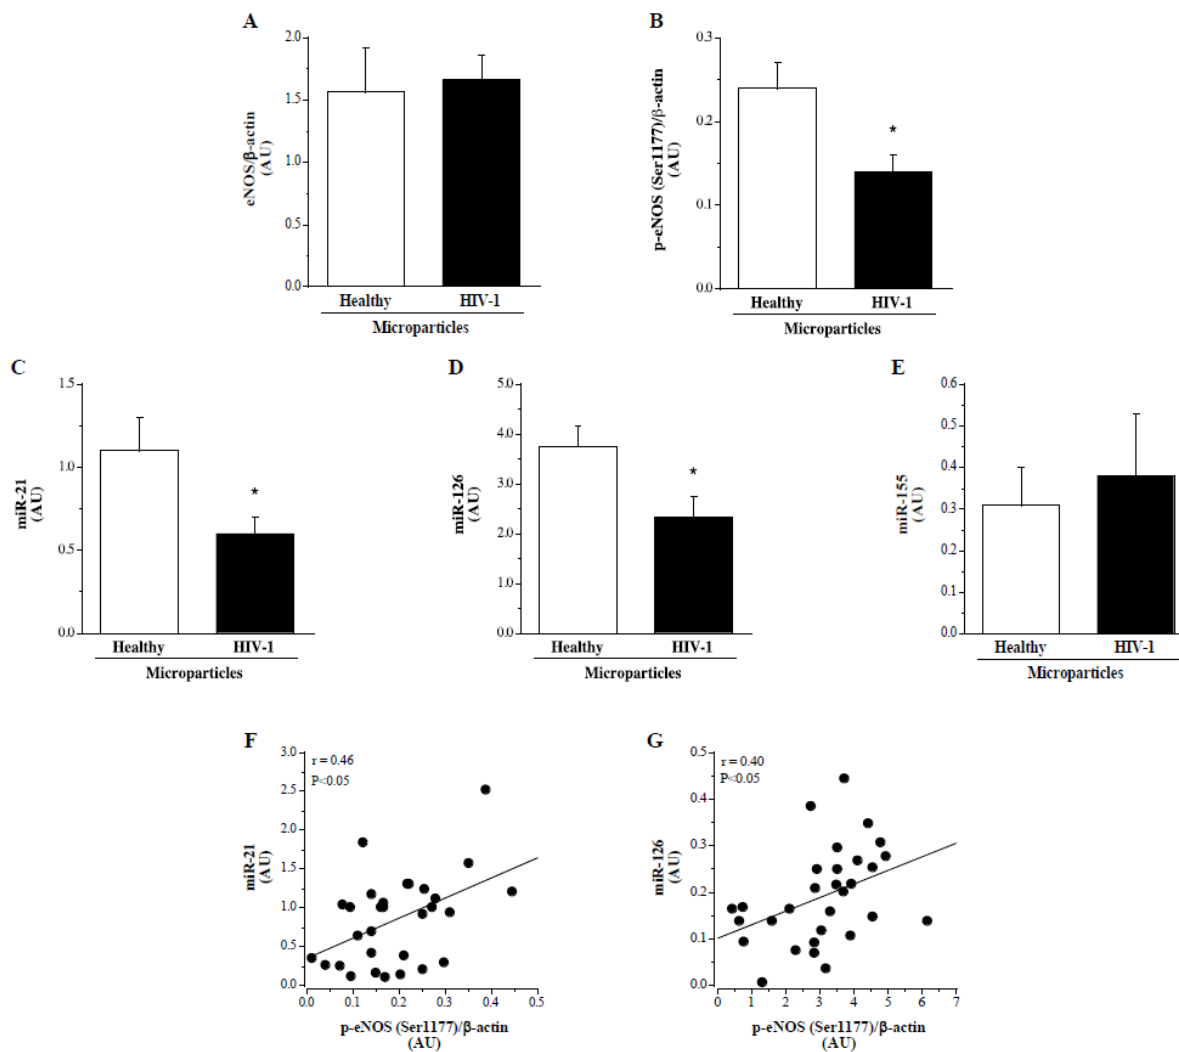 A
2.0
1.5
1.0
0.5
0.0
eNOS/β-actin
(AU)
Healthy HIV-1
Microparticles
B
0.3
0.2
0.1
0.0
p-eNOS (Ser1177)/β-actin
(AU)
*
Healthy HIV-1
Microparticles
C
1.5
1.0
0.5
0.0
miR-21
(AU)
*
Healthy HIV-1
Microparticles
D
5.0
4.0
3.0
2.0
1.0
0.0
miR-126
(AU)
*
Healthy HIV-1
Microparticles
E
0.6
0.5
0.4
0.3
0.2
0.1
0.0
miR-155
(AU)
Healthy HIV-1
Microparticles
F
r = 0.46
P<0.05
3.0
2.5
2.0
1.5
1.0
0.5
0.0
miR-21
(AU)
0.0 0.1 0.2 0.3 0.4 0.5
p-eNOS (Ser1177)/β-actin
(AU)
G
r = 0.40
P<0.05
0.5
0.4
0.3
0.2
0.1
0.0
miR-126
(AU)
0 1 2 3 4 5 6 7
p-eNOS (Ser1177)/β-actin
(AU)